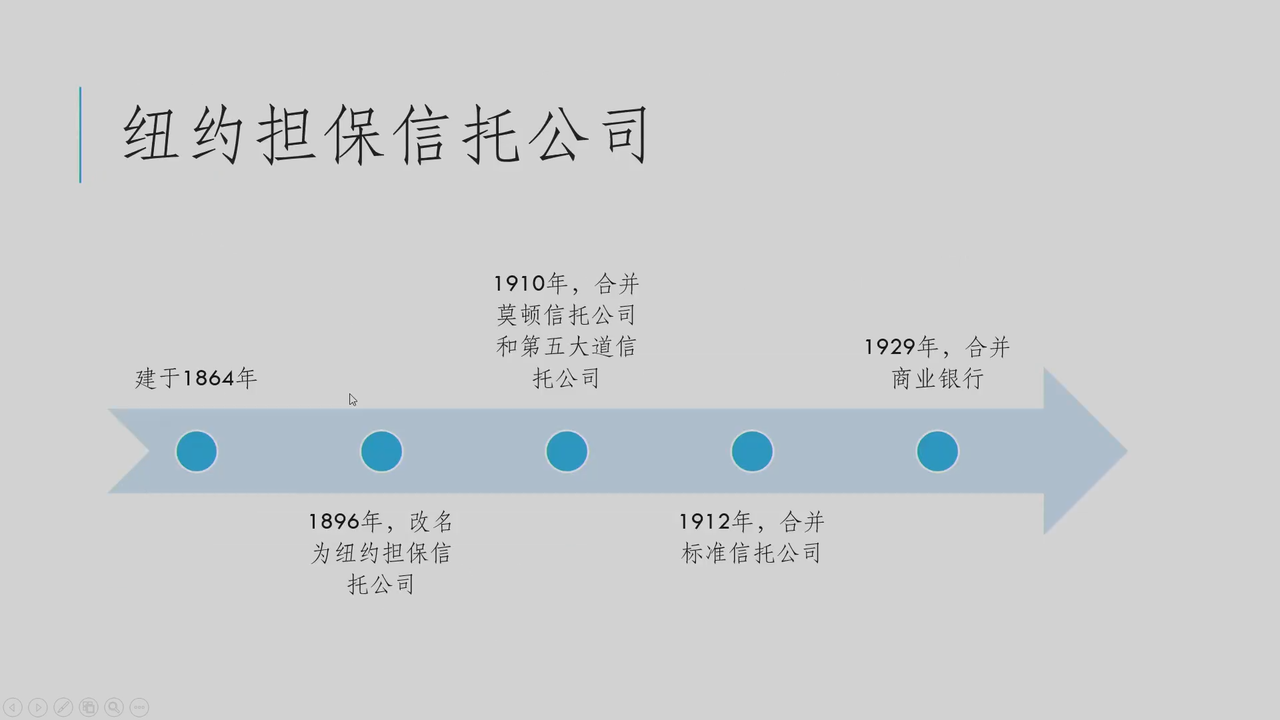 纽约担保信托公司
建于1864年
1896年，改名
为纽约担保信
托公司
1910年，合并
莫顿信托公司
和第五大道信
托公司
1912年，合并
标准信托公司
1929年，合并
商业银行